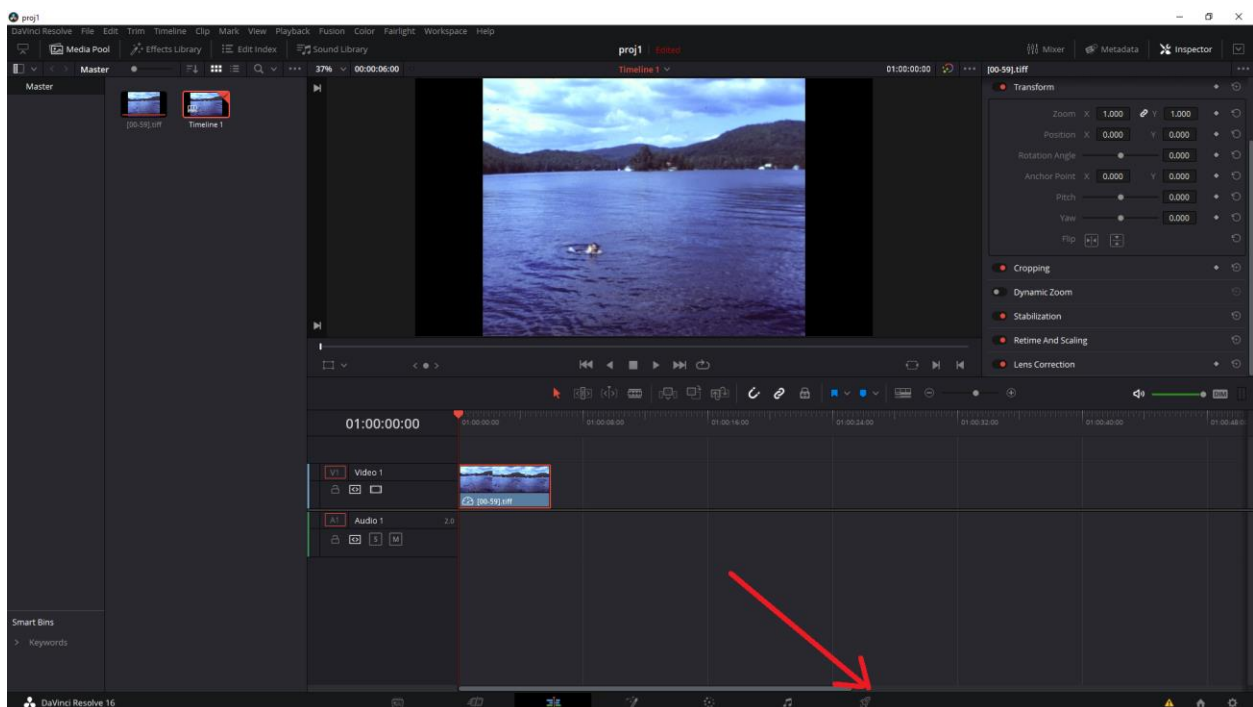 proj1
DaVinci Resolve File Edit Trim Timeline Clip Mark View Playback Fusion Color Fairlight Workspace Help
Media Pool Effects Library Edit Index Sound Library proj1 Edited Mixer Metadata Inspector
Master 37% 00:00:06:00 Timeline 1 01:00:00:00 [00-59].tiff
Master
[00-59].tiff Timeline 1
Transform
Zoom X 1.000 Y 1.000
Position X 0.000 Y 0.000
Rotation Angle 0.000
Anchor Point X 0.000 Y 0.000
Pitch 0.000
Yaw 0.000
Flip
Cropping
Dynamic Zoom
Stabilization
Retime And Scaling
Lens Correction
DIM
01:00:00:00 01:00:00:00 01:00:08:00 01:00:16:00 01:00:24:00 01:00:32:00 01:00:40:00 01:00:48:0
V1 Video 1
[00-59].tiff
A1 Audio 1 2.0
S M
Smart Bins
> Keywords
DaVinci Resolve 16